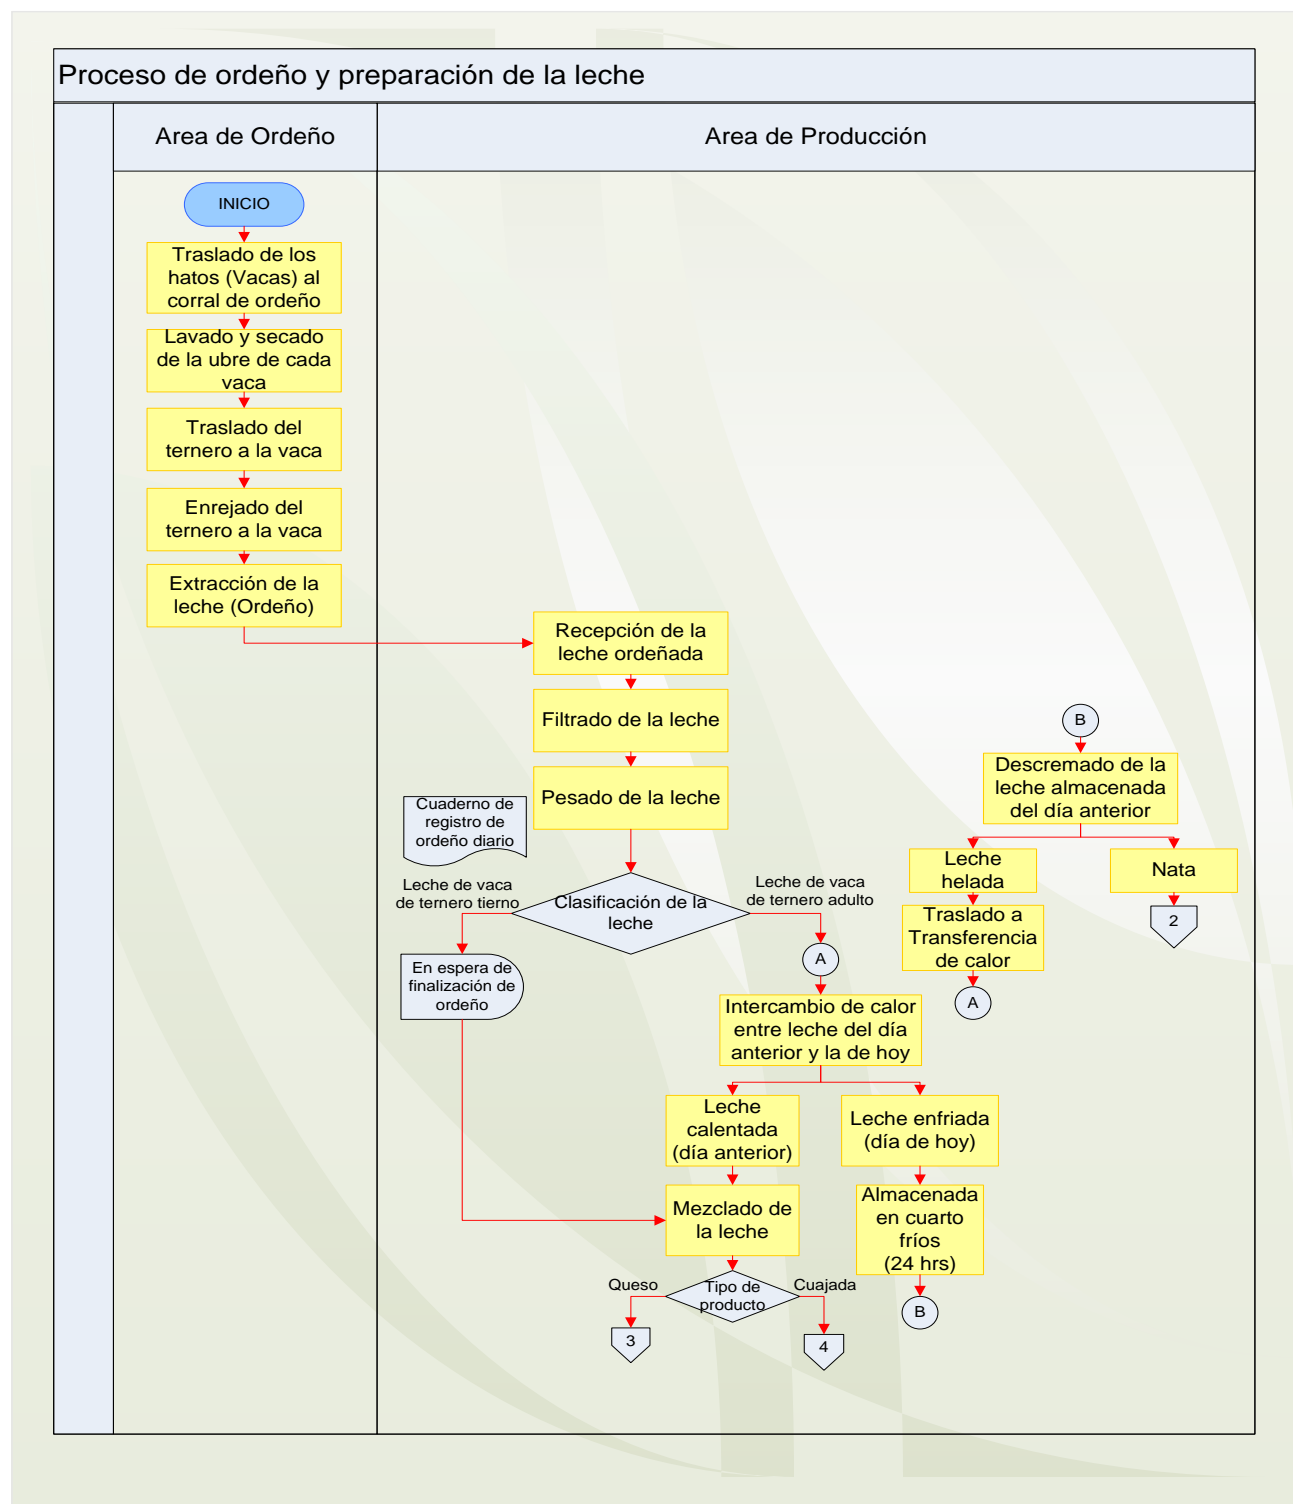 Proceso de ordeño y preparación de la leche
Area de Ordeño
Area de Producción
INICIO
Traslado de los
hatos (Vacas) al
corral de ordeño
Lavado y secado
de la ubre de cada
vaca
Traslado del
ternero a la vaca
Enrejado del
ternero a la vaca
Extracción de la
leche (Ordeño)
Recepción de la
leche ordeñada
Filtrado de la leche
Pesado de la leche
Cuaderno de
registro de
ordeño diario
Clasificación de la
leche
Leche de vaca
de ternero tierno
Leche de vaca
de ternero adulto
En espera de
finalización de
ordeño
A
Intercambio de calor
entre leche del día
anterior y la de hoy
Leche
calentada
(día anterior)
Leche enfriada
(día de hoy)
Mezclado de
la leche
Almacenada
en cuarto
fríos
(24 hrs)
B
Tipo de
producto
Queso
Cuajada
3
4
B
Descremado de la
leche almacenada
del día anterior
Leche
helada
Nata
Traslado a
Transferencia
de calor
2
A